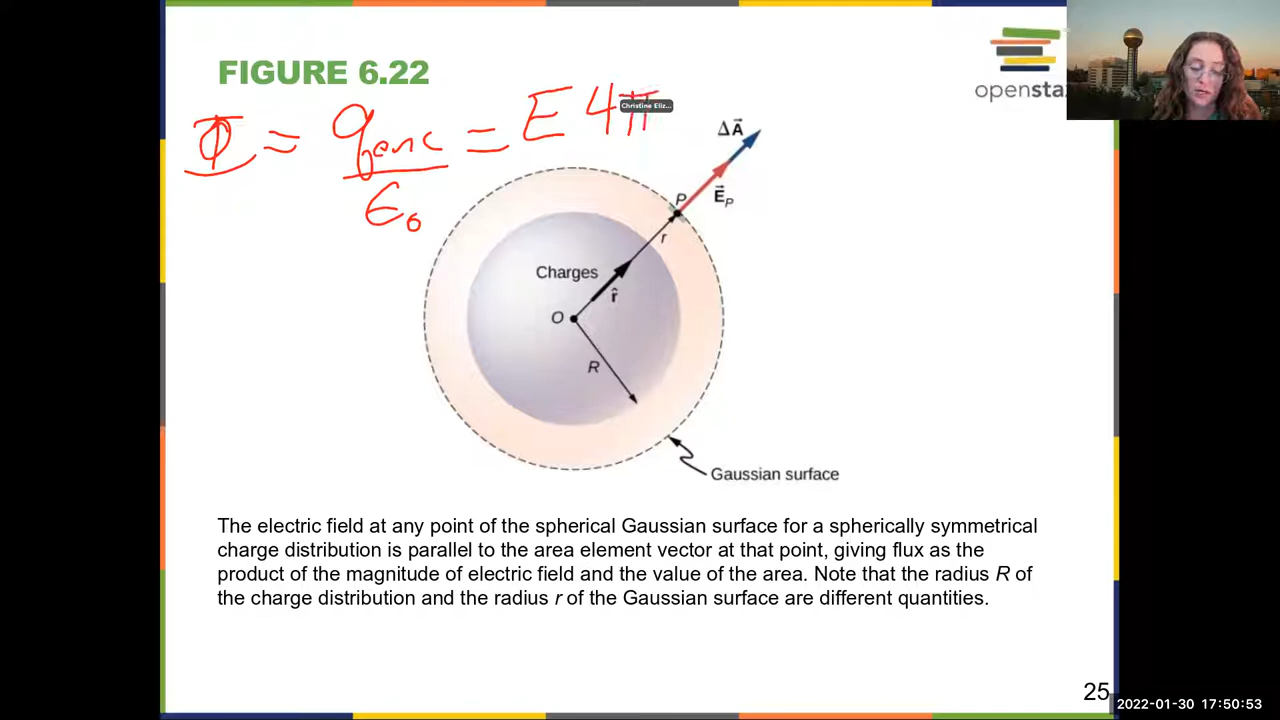 FIGURE 6.22
openstax
Φ = qenc / ϵ0 = E 4π
Christine Eliz...
ΔA⃗
P
E⃗P
r
Charges
r̂
O
R
Gaussian surface
The electric field at any point of the spherical Gaussian surface for a spherically symmetrical
charge distribution is parallel to the area element vector at that point, giving flux as the
product of the magnitude of electric field and the value of the area. Note that the radius R of
the charge distribution and the radius r of the Gaussian surface are different quantities.
25
2022-01-30 17:50:53